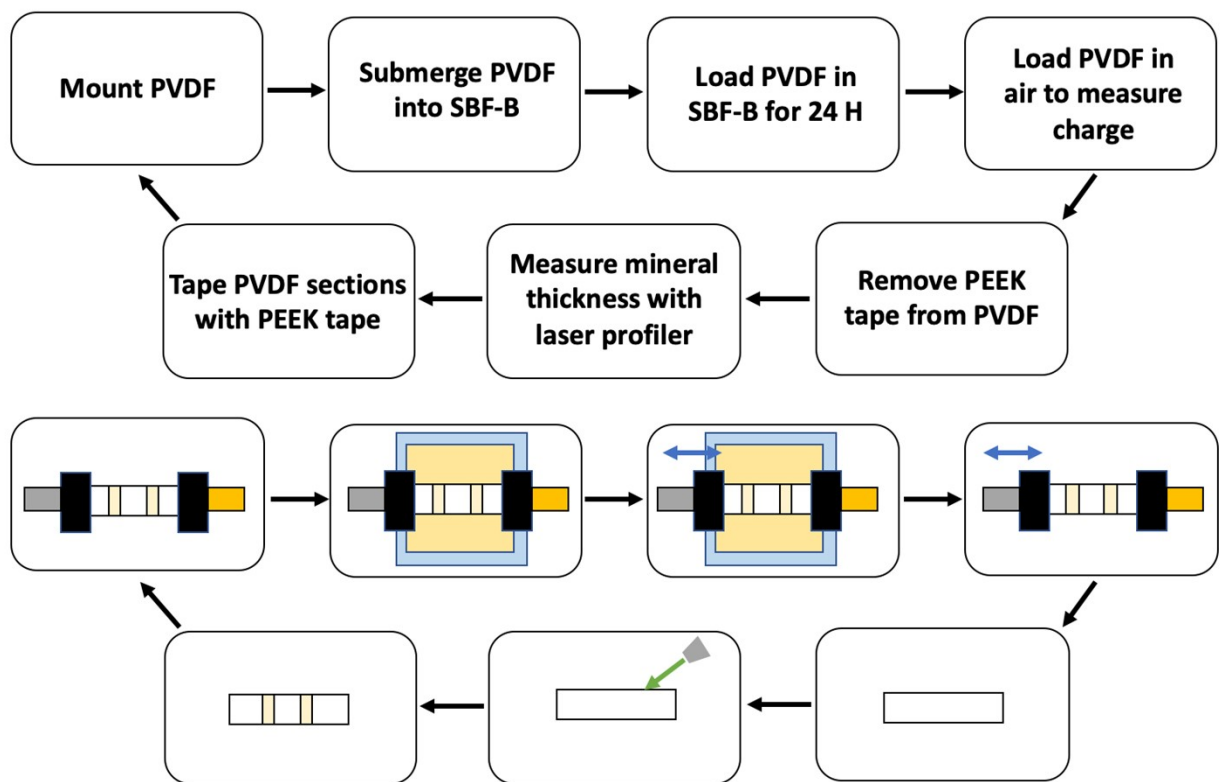 Mount PVDF
Submerge PVDF
into SBF-B
Load PVDF in
SBF-B for 24 H
Load PVDF in
air to measure
charge
Tape PVDF sections
with PEEK tape
Measure mineral
thickness with
laser profiler
Remove PEEK
tape from PVDF